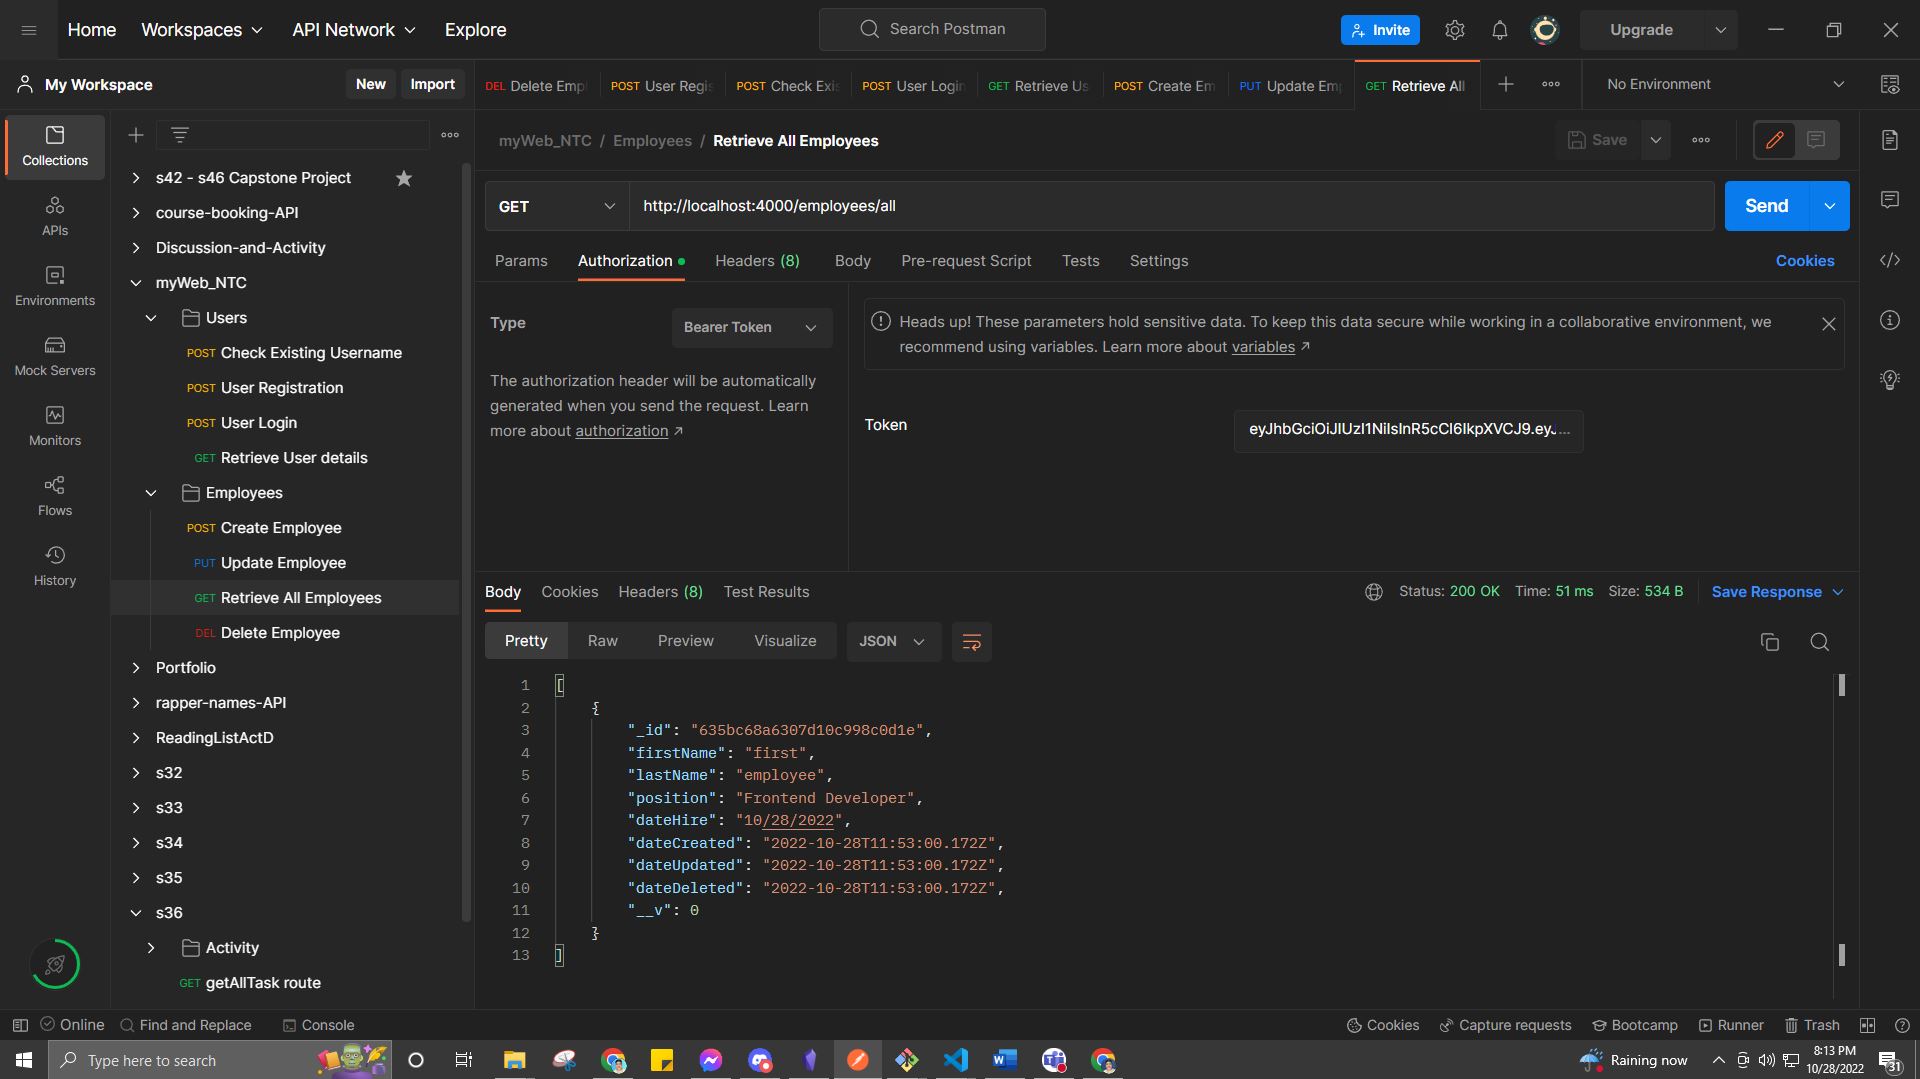 Home Workspaces API Network Explore Search Postman Invite Upgrade
My Workspace New Import DEL Delete Empl POST User Regis POST Check Exis POST User Login GET Retrieve Us POST Create Em PUT Update Emp GET Retrieve All No Environment
Collections
APIs
Environments
Mock Servers
Monitors
Flows
History
s42 - s46 Capstone Project
course-booking-API
Discussion-and-Activity
myWeb_NTC
Users
POST Check Existing Username
POST User Registration
POST User Login
GET Retrieve User details
Employees
POST Create Employee
PUT Update Employee
GET Retrieve All Employees
DEL Delete Employee
Portfolio
rapper-names-API
ReadingListActD
s32
s33
s34
s35
s36
Activity
GET getAllTask route
myWeb_NTC / Employees / Retrieve All Employees Save
GET http://localhost:4000/employees/all Send
Params Authorization Headers (8) Body Pre-request Script Tests Settings Cookies
Type Bearer Token
The authorization header will be automatically
generated when you send the request. Learn
more about authorization ↗
Heads up! These parameters hold sensitive data. To keep this data secure while working in a collaborative environment, we
recommend using variables. Learn more about variables ↗
Token eyJhbGciOiJIUzI1NiIsInR5cCI6IkpXVCJ9.eyJ...
Body Cookies Headers (8) Test Results Status: 200 OK Time: 51 ms Size: 534 B Save Response
Pretty Raw Preview Visualize JSON
1 [
2 {
3 "_id": "635bc68a6307d10c998c0d1e",
4 "firstName": "first",
5 "lastName": "employee",
6 "position": "Frontend Developer",
7 "dateHire": "10/28/2022",
8 "dateCreated": "2022-10-28T11:53:00.172Z",
9 "dateUpdated": "2022-10-28T11:53:00.172Z",
10 "dateDeleted": "2022-10-28T11:53:00.172Z",
11 "__v": 0
12 }
13 ]
Online Find and Replace Console Cookies Capture requests Bootcamp Runner Trash
Type here to search Raining now 8:13 PM
10/28/2022 31